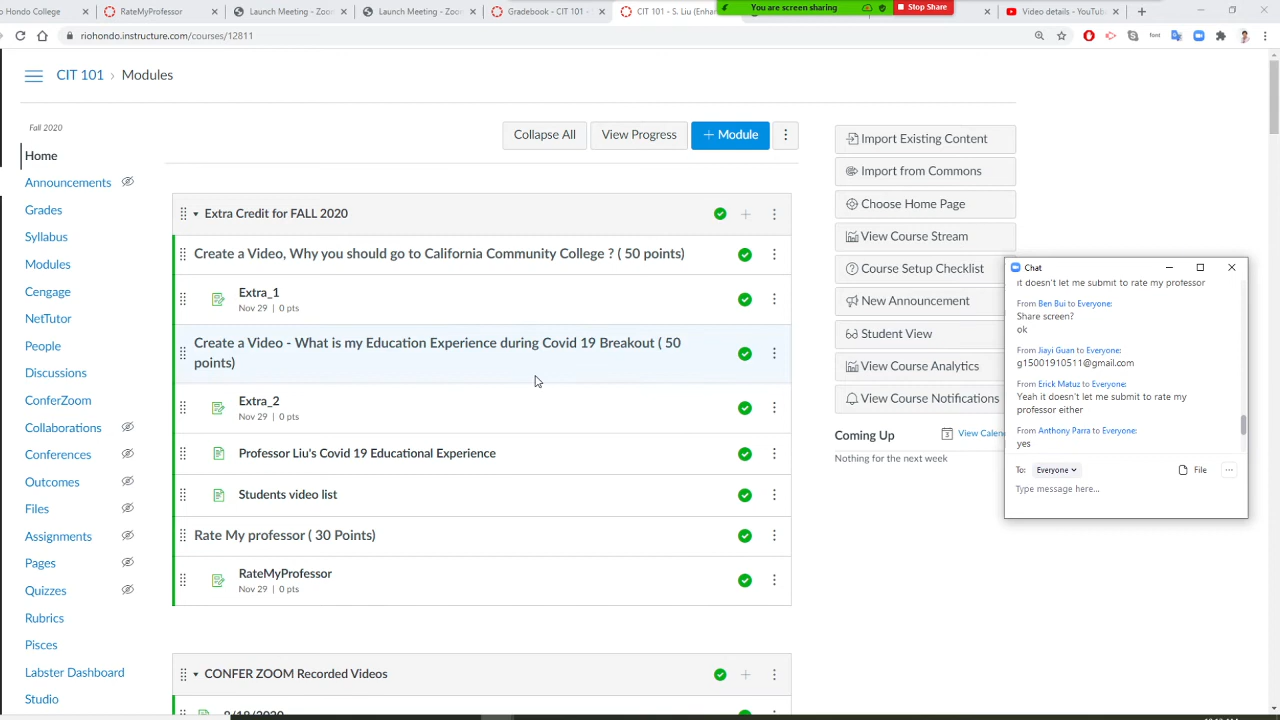 o Hondo College
RateMyProfessor
Launch Meeting - Zoom
Launch Meeting - Zoom
Gradebook - CIT 101 -
CIT 101 - S. Liu (Enhan
You are screen sharing
Stop Share
Video details - YouTube
riohondo.instructure.com/courses/12811
CIT 101 › Modules
Fall 2020
Home
Announcements
Grades
Syllabus
Modules
Cengage
NetTutor
People
Discussions
ConferZoom
Collaborations
Conferences
Outcomes
Files
Assignments
Pages
Quizzes
Rubrics
Pisces
Labster Dashboard
Studio
Collapse All
View Progress
+ Module
Extra Credit for FALL 2020
Create a Video, Why you should go to California Community College ? ( 50 points)
Extra_1
Nov 29 | 0 pts
Create a Video - What is my Education Experience during Covid 19 Breakout ( 50
points)
Extra_2
Nov 29 | 0 pts
Professor Liu's Covid 19 Educational Experience
Students video list
Rate My professor ( 30 Points)
RateMyProfessor
Nov 29 | 0 pts
CONFER ZOOM Recorded Videos
Import Existing Content
Import from Commons
Choose Home Page
View Course Stream
Course Setup Checklist
New Announcement
Student View
View Course Analytics
View Course Notifications
Coming Up
3
View Calen
Nothing for the next week
Chat
it doesn't let me submit to rate my professor
From Ben Bui to Everyone:
Share screen?
ok
From Jiayi Guan to Everyone:
g15001910511@gmail.com
From Erick Matuz to Everyone:
Yeah it doesn't let me submit to rate my
professor either
From Anthony Parra to Everyone:
yes
To: Everyone
File
Type message here...